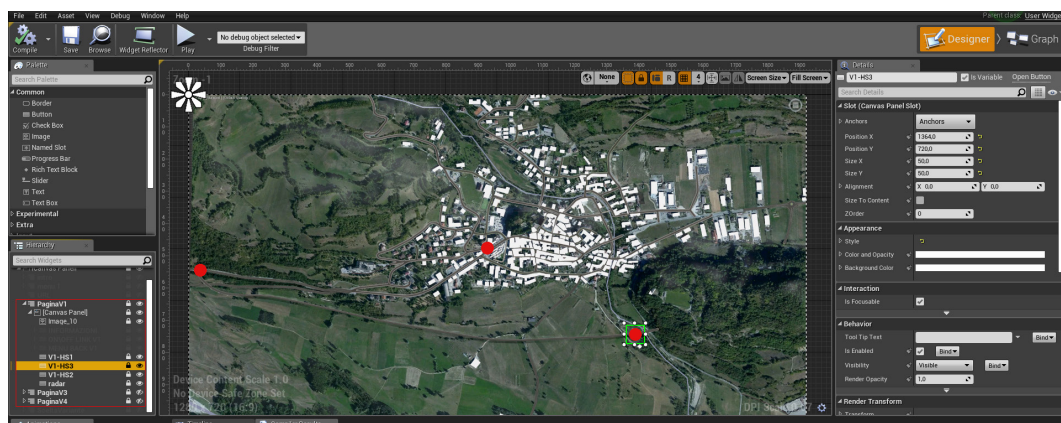 File Edit Asset View Debug Window Help
Parent class: User Widge
Compile Save Browse Widget Reflector Play No debug object selected Debug Filter
Designer Graph
Palette
Search Palette
Common
Border
Button
Check Box
Image
Named Slot
Progress Bar
Rich Text Block
Slider
Text
Text Box
Experimental
Extra
Hierarchy
Search Widgets
PaginaV1
[Canvas Panel]
Image_10
V1-HS1
V1-HS3
V1-HS2
radar
PaginaV3
PaginaV4
None R 4 Screen Size Fill Screen
Device Content Scale 1.0
No Device Safe Zone Set
Details
V1-HS3 Is Variable Open Button
Search Details
Slot (Canvas Panel Slot)
Anchors Anchors
Position X 1364,0
Position Y 720,0
Size X 50,0
Size Y 50,0
Alignment X 0,0 Y 0,0
Size To Content
ZOrder 0
Appearance
Style
Color and Opacity
Background Color
Interaction
Is Focusable
Behavior
Tool Tip Text Bind
Is Enabled Bind
Visibility Visible Bind
Render Opacity 1,0
Render Transform
Transform